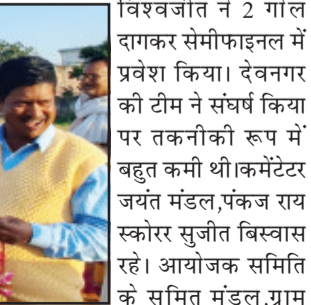 विश्वजीत ने 2 गोल
दागकर सेमीफाइनल में
प्रवेश किया। देवनगर
की टीम ने संघर्ष किया
पर तकनीकी रूप में
बहुत कमी थी।कमेंटेटर
जयंत मंडल,पंकज राय
स्कोरर सुजीत बिस्वास
रहे। आयोजक समिति
के सुमित मंडल,ग्राम